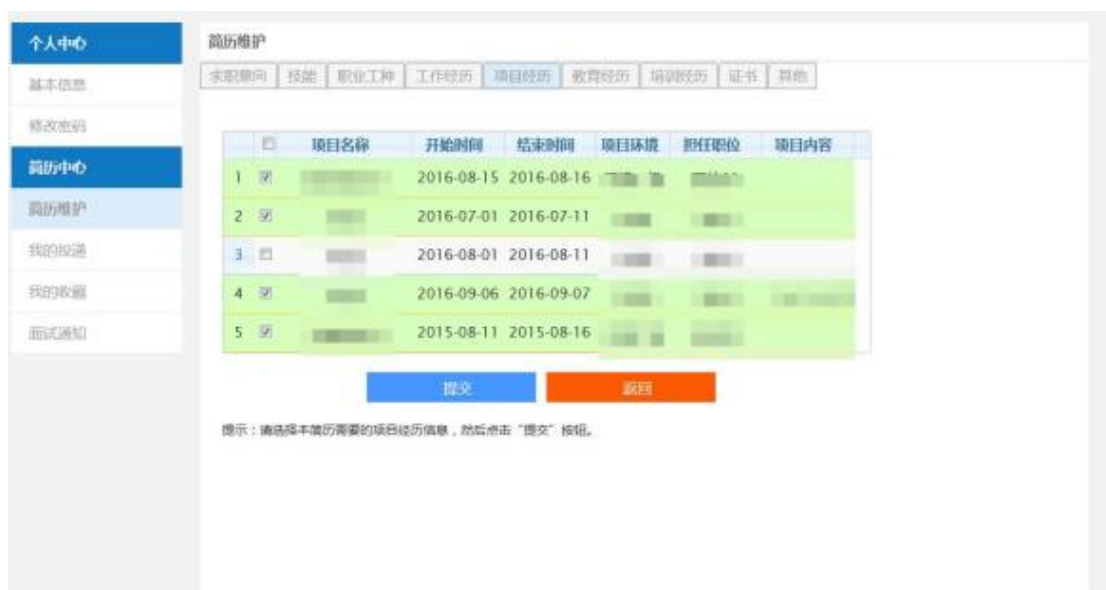 个人中心
基本信息
修改密码
简历中心
简历维护
我的投递
我的收藏
面试通知
简历维护
求职意向 技能 职业工种 工作经历 项目经历 教育经历 培训经历 证书 其他
项目名称 开始时间 结束时间 项目环境 担任职位 项目内容
1 2016-08-15 2016-08-16
2 2016-07-01 2016-07-11
3 2016-08-01 2016-08-11
4 2016-09-06 2016-09-07
5 2015-08-11 2015-08-16
提交 返回
提示：请选择本简历需要的项目经历信息，然后点击“提交”按钮。